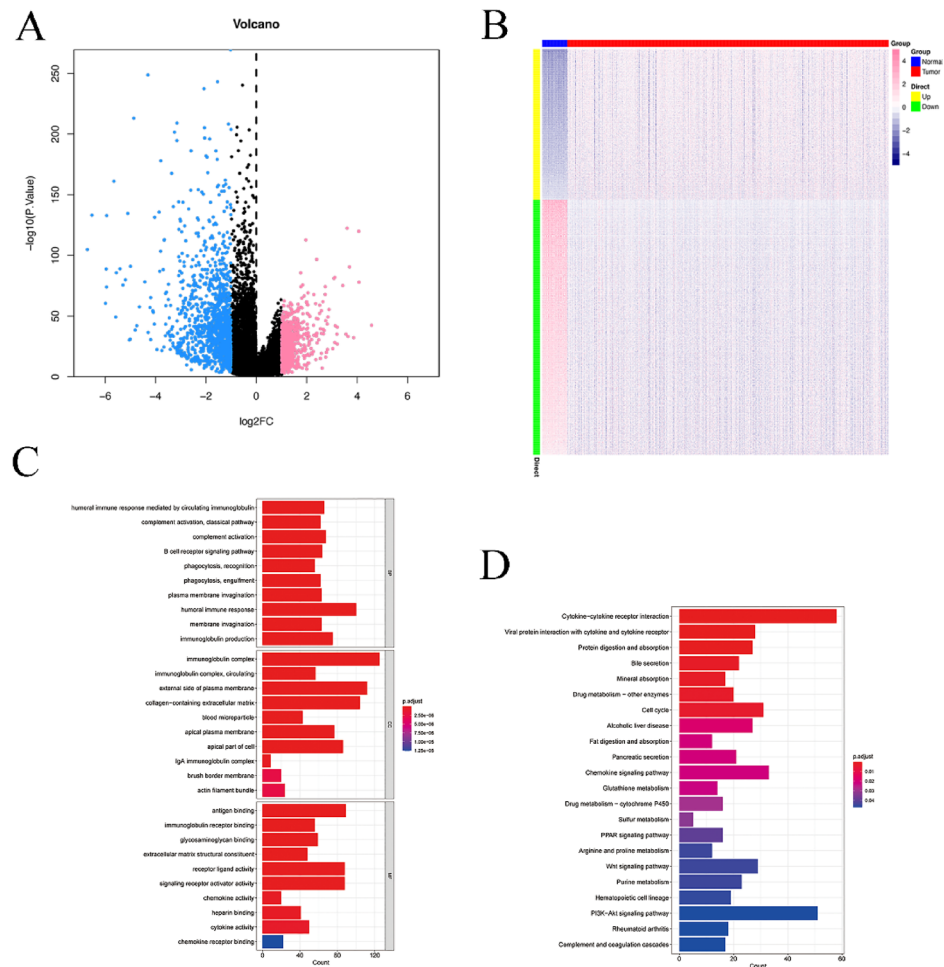 A
Volcano
250
200
150
100
50
0
−log10(P.Value)
−6
−4
−2
0
2
4
6
log2FC
B
Group
4
2
0
−2
−4
Group
Normal
Tumor
Direct
Up
Down
Direct
C
humoral immune response mediated by circulating immunoglobulin
complement activation, classical pathway
complement activation
B cell receptor signaling pathway
phagocytosis, recognition
phagocytosis, engulfment
plasma membrane invagination
humoral immune response
membrane invagination
immunoglobulin production
BP
immunoglobulin complex
immunoglobulin complex, circulating
external side of plasma membrane
collagen−containing extracellular matrix
blood microparticle
apical plasma membrane
apical part of cell
IgA immunoglobulin complex
brush border membrane
actin filament bundle
CC
antigen binding
immunoglobulin receptor binding
glycosaminoglycan binding
extracellular matrix structural constituent
receptor ligand activity
signaling receptor activator activity
chemokine activity
heparin binding
cytokine activity
chemokine receptor binding
MF
0
40
80
120
Count
p.adjust
D
Cytokine−cytokine receptor interaction
Viral protein interaction with cytokine and cytokine receptor
Protein digestion and absorption
Bile secretion
Mineral absorption
Drug metabolism − other enzymes
Cell cycle
Alcoholic liver disease
Fat digestion and absorption
Pancreatic secretion
Chemokine signaling pathway
Glutathione metabolism
Drug metabolism − cytochrome P450
Sulfur metabolism
PPAR signaling pathway
Arginine and proline metabolism
Wnt signaling pathway
Purine metabolism
Hematopoietic cell lineage
PI3K−Akt signaling pathway
Rheumatoid arthritis
Complement and coagulation cascades
0
20
40
60
Count
p.adjust
0.01
0.02
0.03
0.04